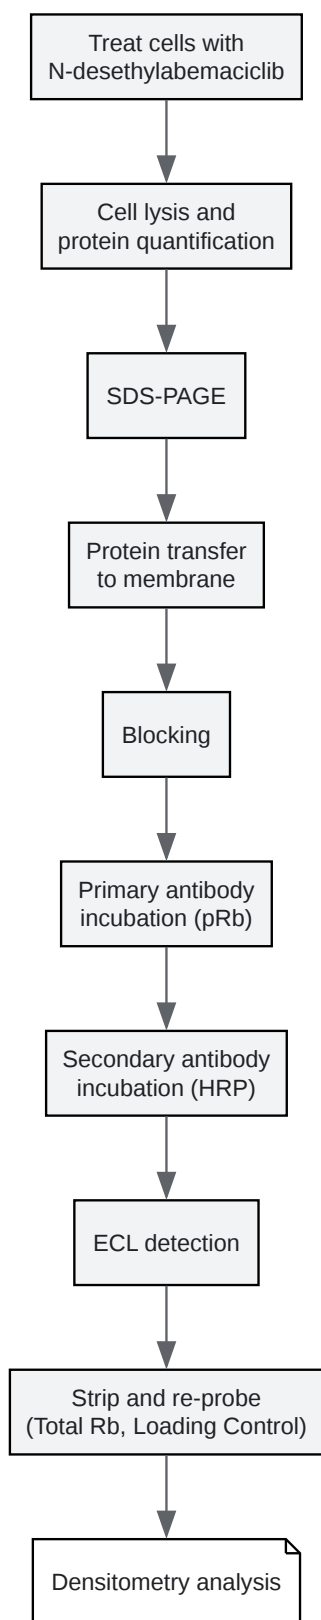 Treat cells with
N-desethylabemaciclib
Cell lysis and
protein quantification
SDS-PAGE
Protein transfer
to membrane
Blocking
Primary antibody
incubation (pRb)
Secondary antibody
incubation (HRP)
ECL detection
Strip and re-probe
(Total Rb, Loading Control)
Densitometry analysis